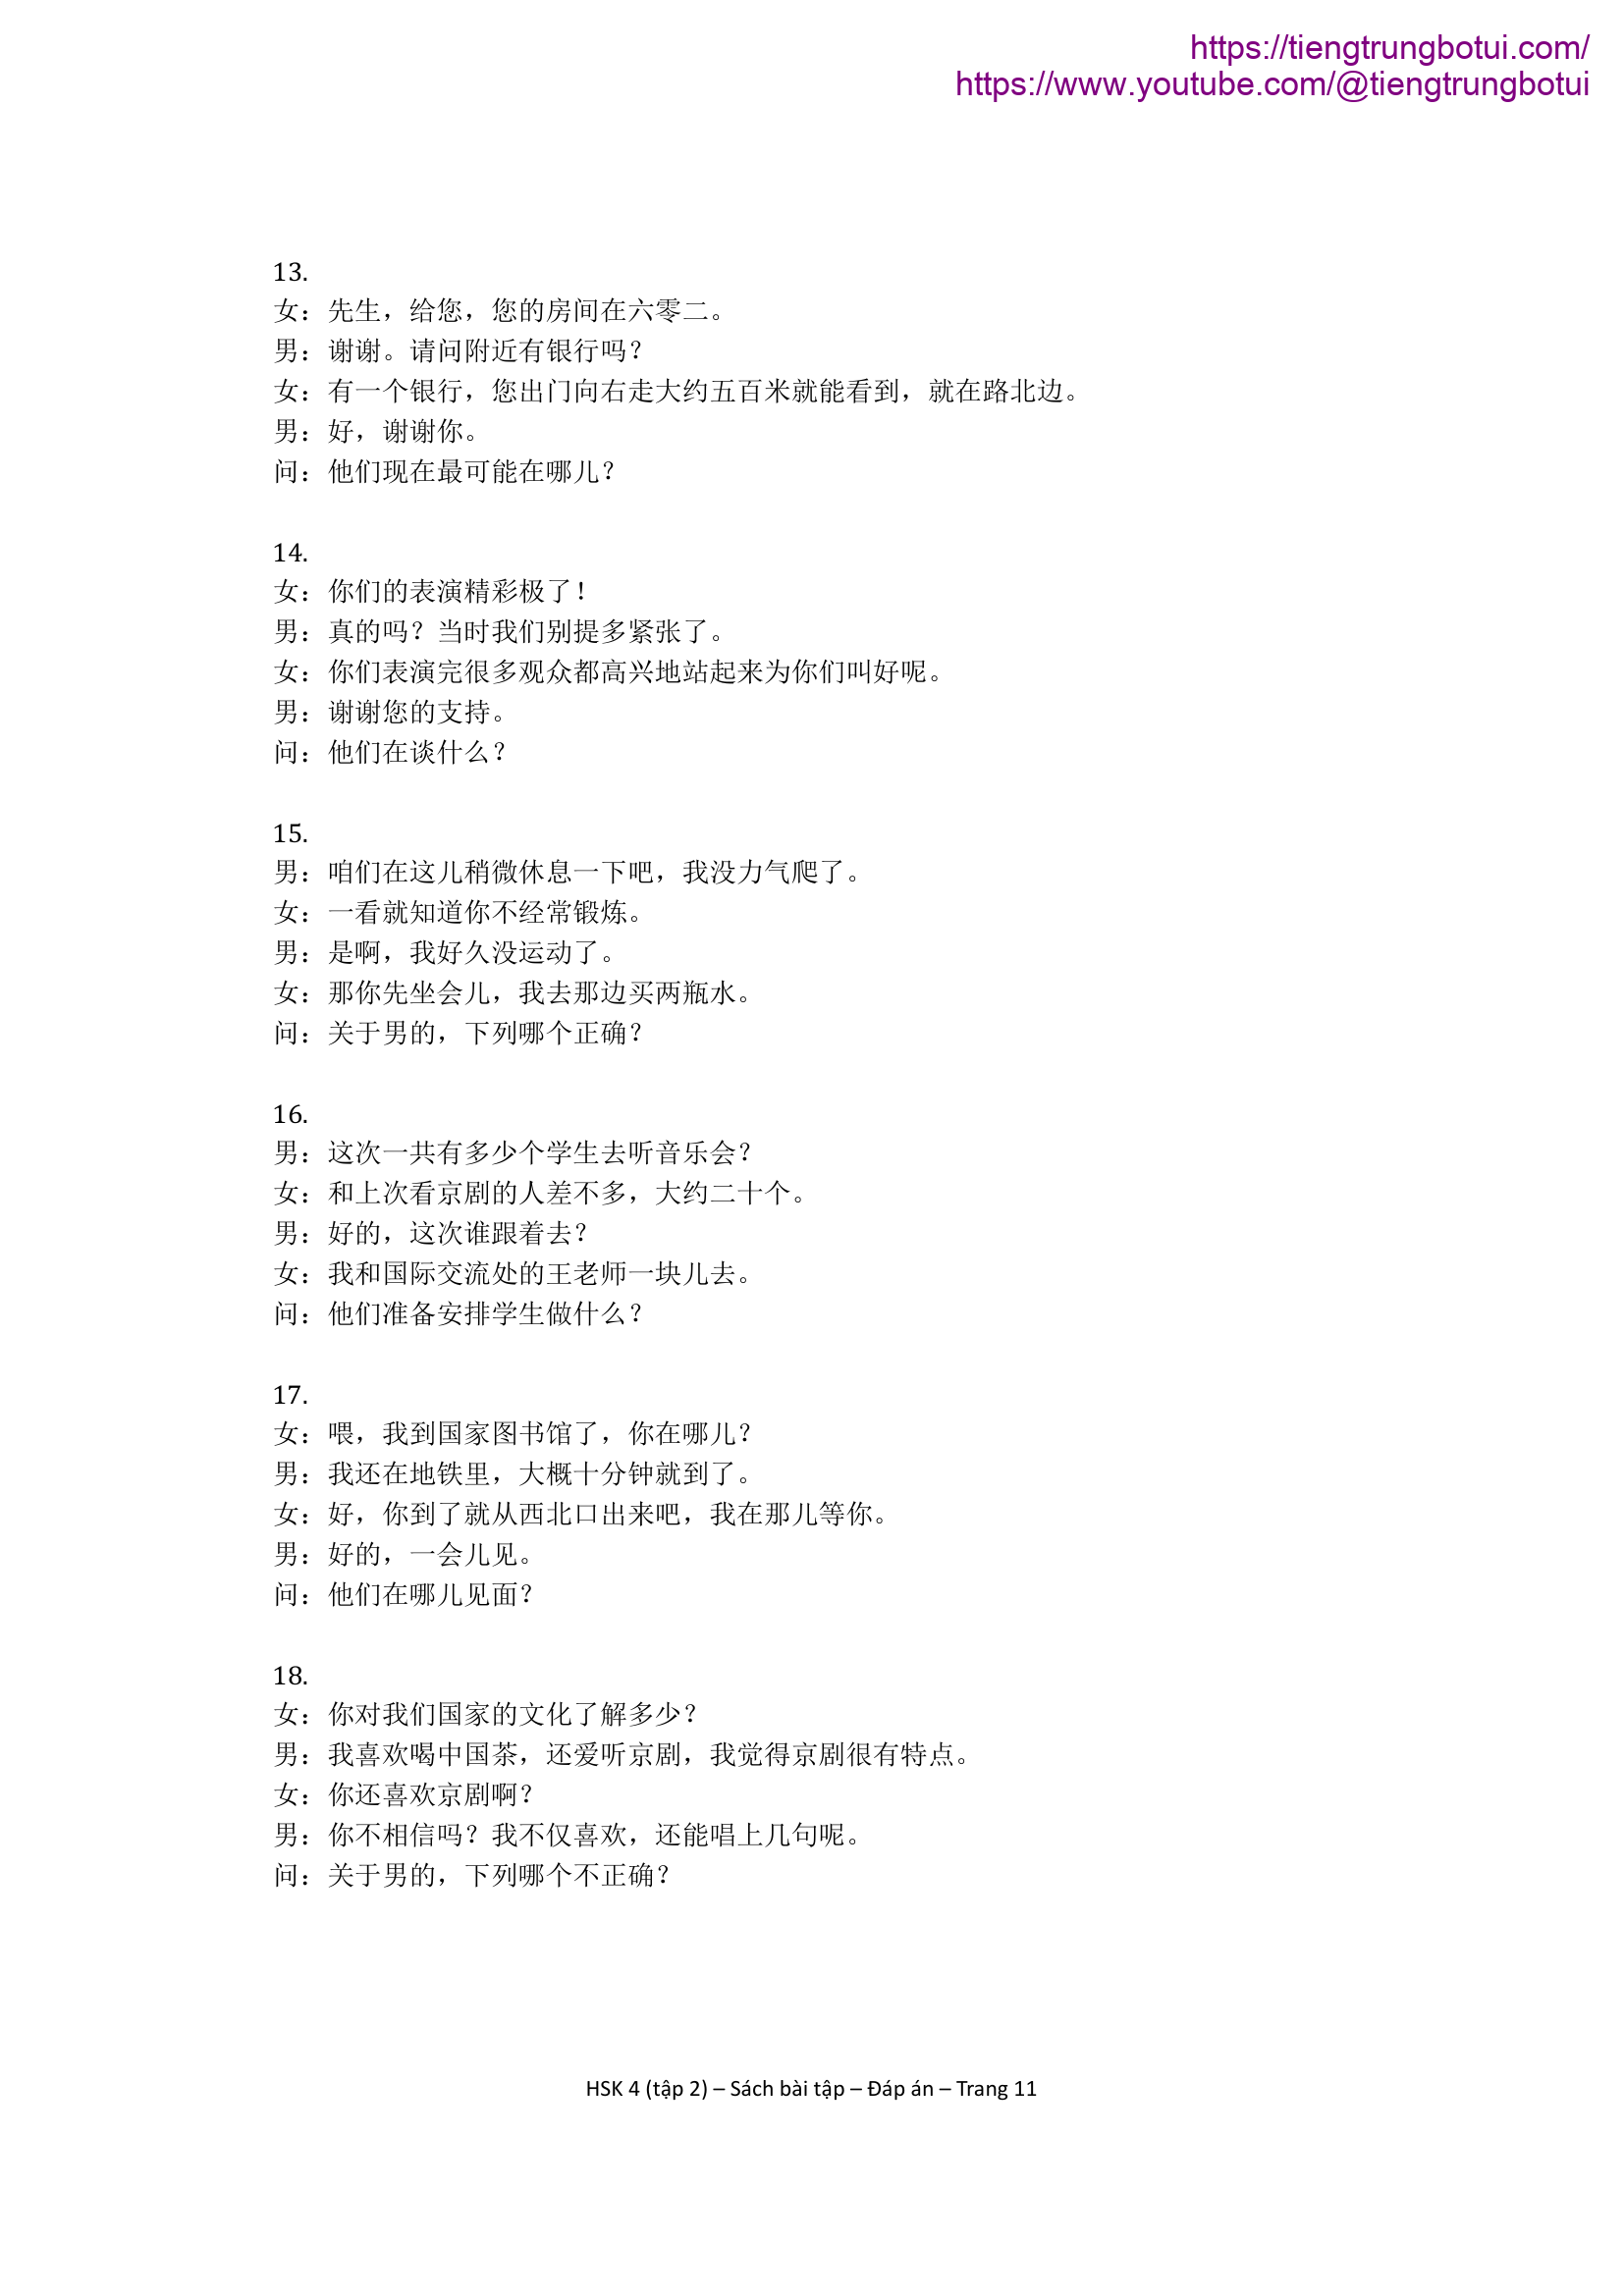 https://tiengtrungbotui.com/
https://www.youtube.com/@tiengtrungbotui
13.
女：先生，给您，您的房间在六零二。
男：谢谢。请问附近有银行吗？
女：有一个银行，您出门向右走大约五百米就能看到，就在路北边。
男：好，谢谢你。
问：他们现在最可能在哪儿？
14.
女：你们的表演精彩极了！
男：真的吗？当时我们别提多紧张了。
女：你们表演完很多观众都高兴地站起来为你们叫好呢。
男：谢谢您的支持。
问：他们在谈什么？
15.
男：咱们在这儿稍微休息一下吧，我没力气爬了。
女：一看就知道你不经常锻炼。
男：是啊，我好久没运动了。
女：那你先坐会儿，我去那边买两瓶水。
问：关于男的，下列哪个正确？
16.
男：这次一共有多少个学生去听音乐会？
女：和上次看京剧的人差不多，大约二十个。
男：好的，这次谁跟着去？
女：我和国际交流处的王老师一块儿去。
问：他们准备安排学生做什么？
17.
女：喂，我到国家图书馆了，你在哪儿？
男：我还在地铁里，大概十分钟就到了。
女：好，你到了就从西北口出来吧，我在那儿等你。
男：好的，一会儿见。
问：他们在哪儿见面？
18.
女：你对我们国家的文化了解多少？
男：我喜欢喝中国茶，还爱听京剧，我觉得京剧很有特点。
女：你还喜欢京剧啊？
男：你不相信吗？我不仅喜欢，还能唱上几句呢。
问：关于男的，下列哪个不正确？
HSK 4 (tập 2) – Sách bài tập – Đáp án – Trang 11